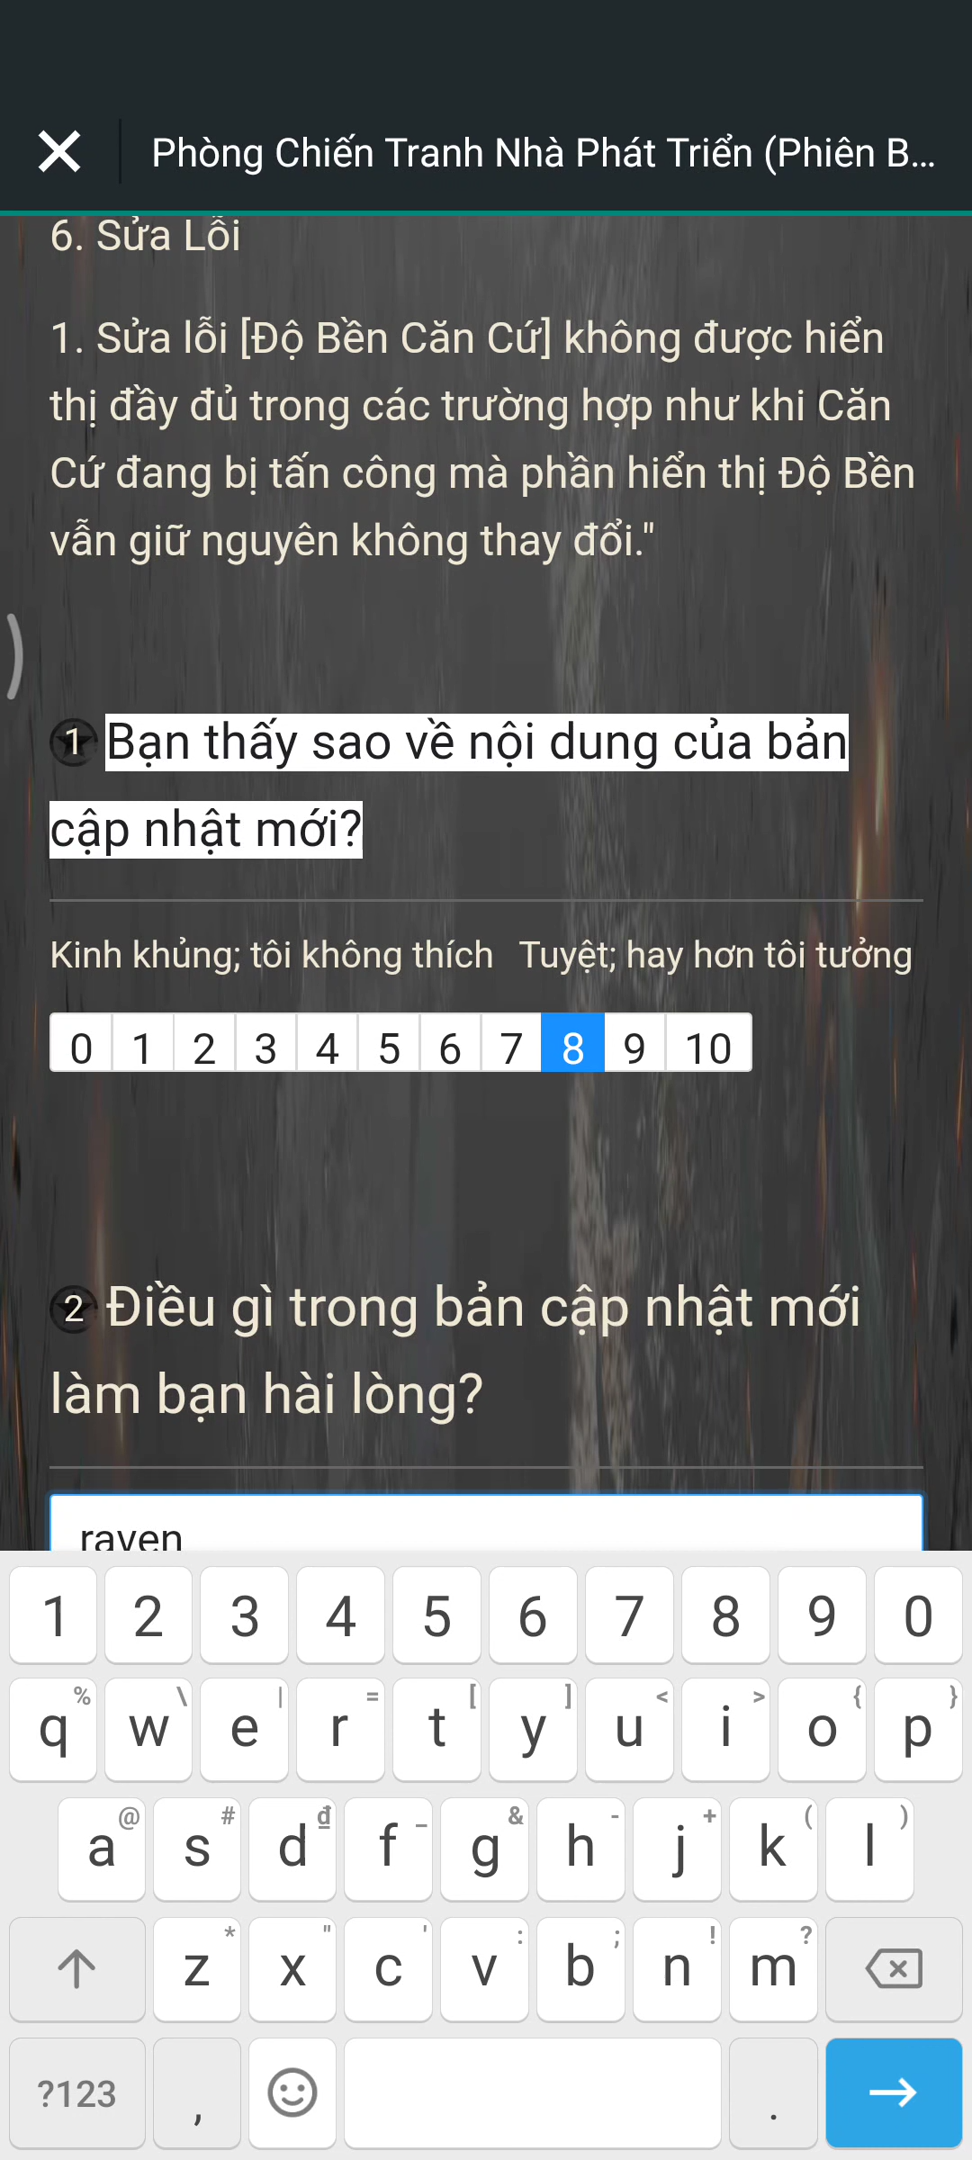 Phòng Chiến Tranh Nhà Phát Triển (Phiên B...
6. Sửa Lỗi
1. Sửa lỗi [Độ Bền Căn Cứ] không được hiển
thị đầy đủ trong các trường hợp như khi Căn
Cứ đang bị tấn công mà phần hiển thị Độ Bền
vẫn giữ nguyên không thay đổi."
1 Bạn thấy sao về nội dung của bản
cập nhật mới?
Kinh khủng; tôi không thích Tuyệt; hay hơn tôi tưởng
0 1 2 3 4 5 6 7 8 9 10
2 Điều gì trong bản cập nhật mới
làm bạn hài lòng?
raven
1 2 3 4 5 6 7 8 9 0
% \ | = [ ] < > { }
q w e r t y u i o p
@ # ₫ _ & - + ( )
a s d f g h j k l
* " ' : ; ! ?
z x c v b n m
?123 , .